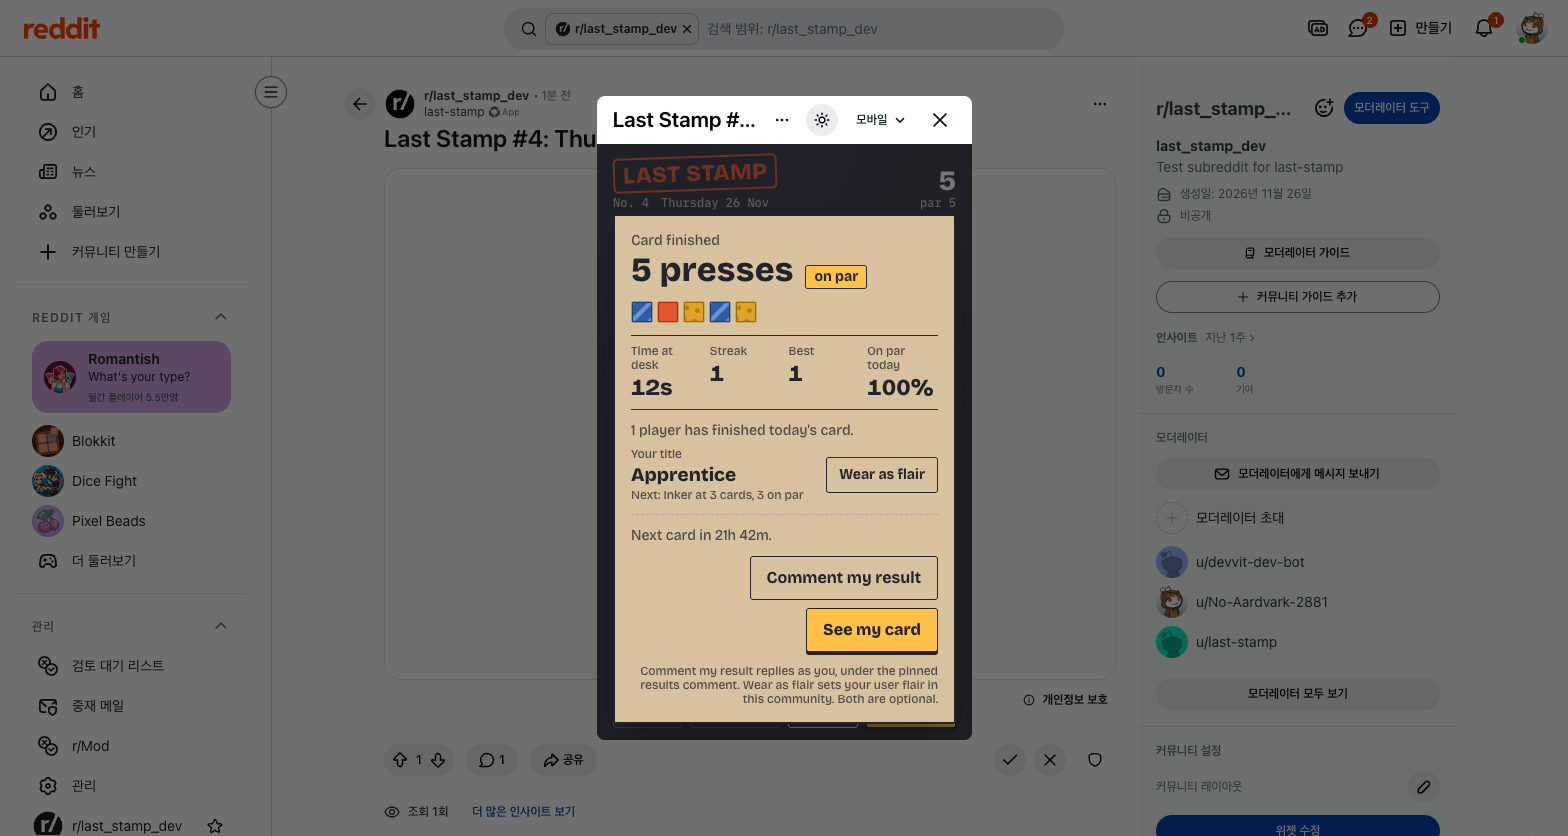 reddit
r/last_stamp_dev
검색 범위: r/last_stamp_dev
AD
2
만들기
1
홈
인기
뉴스
둘러보기
커뮤니티 만들기
REDDIT 게임
Romantish
What's your type?
월간 플레이어 5.5만명
Blokkit
Dice Fight
Pixel Beads
더 둘러보기
관리
검토 대기 리스트
중재 메일
r/Mod
관리
r/last_stamp_dev
r/last_stamp_dev • 1분 전
last-stamp App
Last Stamp #4: Thu
Last Stamp #...
모바일
LAST STAMP
5
No. 4 Thursday 26 Nov
par 5
Card finished
5 presses
on par
Time at desk
12s
Streak
1
Best
1
On par today
100%
1 player has finished today's card.
Your title
Apprentice
Next: Inker at 3 cards, 3 on par
Wear as flair
Next card in 21h 42m.
Comment my result
See my card
Comment my result replies as you, under the pinned
results comment. Wear as flair sets your user flair in
this community. Both are optional.
개인정보 보호
1
1
공유
조회 1회
더 많은 인사이트 보기
r/last_stamp_...
모더레이터 도구
last_stamp_dev
Test subreddit for last-stamp
생성일: 2026년 11월 26일
비공개
모더레이터 가이드
커뮤니티 가이드 추가
인사이트 지난 1주
0
방문자 수
0
기여
모더레이터
모더레이터에게 메시지 보내기
모더레이터 초대
u/devvit-dev-bot
u/No-Aardvark-2881
u/last-stamp
모더레이터 모두 보기
커뮤니티 설정
커뮤니티 레이아웃
위젯 수정